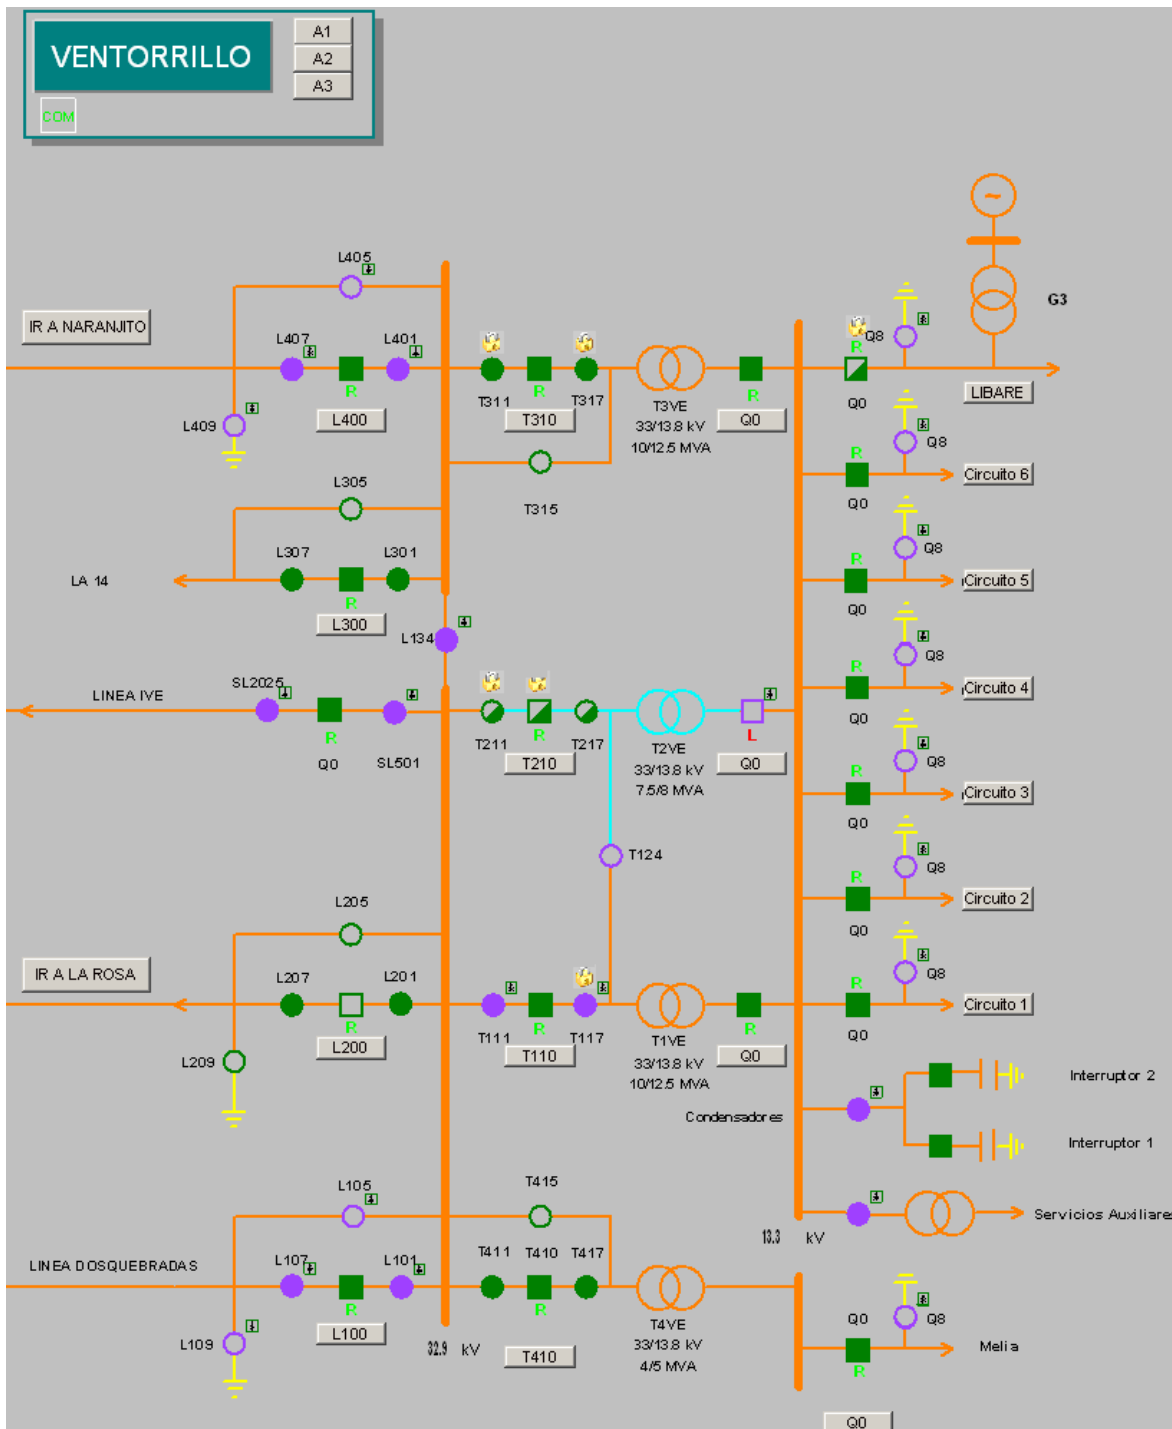 VENTORRILLO
A1
A2
A3
COM
L405
G3
IR A NARANJITO
L407
L401
R
Q8
R
L400
R
T311
R
T310
T317
T3VE
33/13.8 kV
10/12.5 MVA
R
Q0
Q0
LIBARE
L409
R
Q8
Circuito 6
Q0
L305
T315
L307
L301
LA 14
R
L300
R
Q8
Circuito 5
Q0
L134
R
Q8
Circuito 4
Q0
LINEA IVE
SL2025
R
Q0
SL501
T211
R
T210
T217
T2VE
33/13.8 kV
7.5/8 MVA
L
Q0
R
Q8
Circuito 3
Q0
T124
R
Q8
Circuito 2
Q0
L205
IR A LA ROSA
L207
L201
R
L200
T111
R
T110
T117
T1VE
33/13.8 kV
10/12.5 MVA
R
Q0
R
Q8
Circuito 1
Q0
L209
Interruptor 2
Condensadores
Interruptor 1
L105
T415
Servicios Auxiliares
13.3 kV
LINEA DOSQUEBRADAS
L107
L101
R
L100
T411
T410
T417
R
T410
T4VE
33/13.8 kV
4/5 MVA
L109
32.9 kV
Q0
Q8
R
Melia
Q0